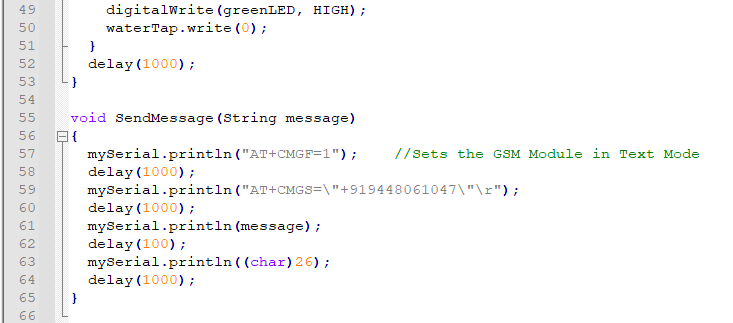 49 digitalWrite(greenLED, HIGH);
50 waterTap.write(0);
51 }
52 delay(1000);
53 }
54
55 void SendMessage(String message)
56 {
57 mySerial.println("AT+CMGF=1"); //Sets the GSM Module in Text Mode
58 delay(1000);
59 mySerial.println("AT+CMGS=\"+919448061047\"\r");
60 delay(1000);
61 mySerial.println(message);
62 delay(100);
63 mySerial.println((char)26);
64 delay(1000);
65 }
66